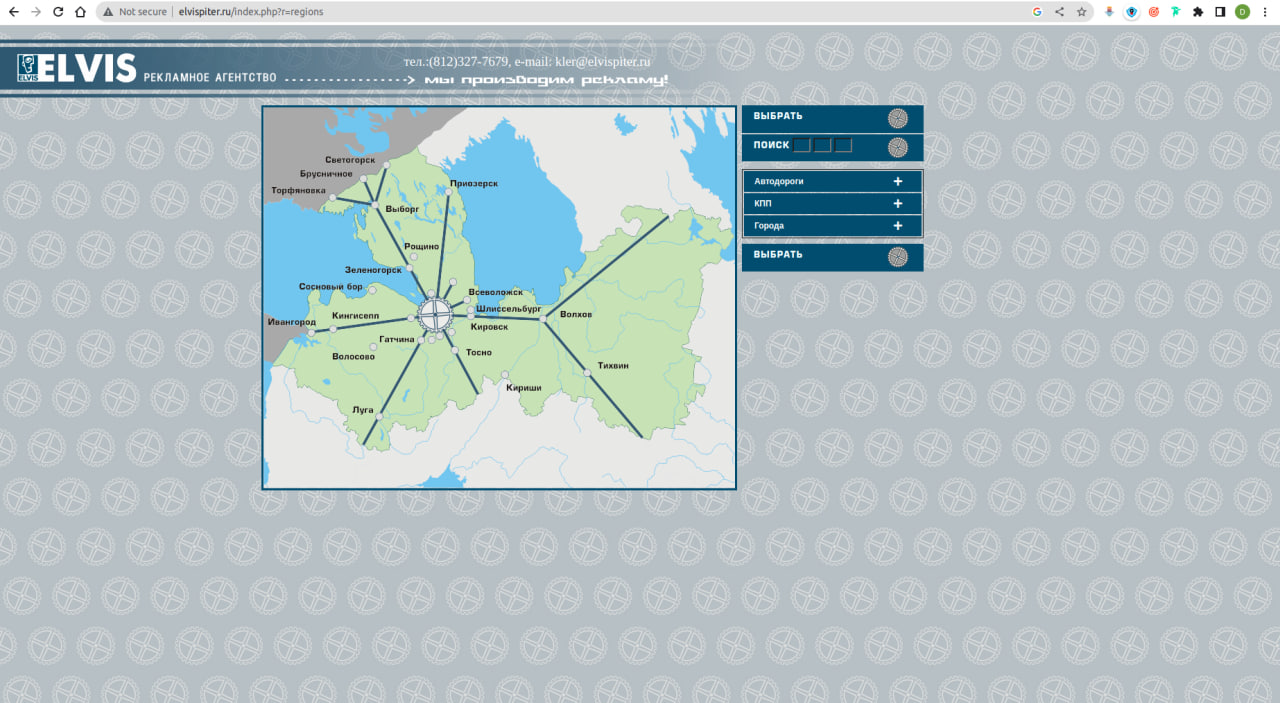 Not secure elvispiter.ru/index.php?r=regions
D
ELVIS
ELVIS РЕКЛАМНОЕ АГЕНТСТВО
тел.:(812)327-7679, e-mail: kler@elvispiter.ru
мы производим рекламу!
Светогорск
Брусничное
Торфяновка
Выборг
Приозерск
Рощино
Зеленогорск
Сосновый бор
Всеволожск
Шлиссельбург
Ивангород
Кингисепп
Кировск
Волхов
Гатчина
Волосово
Тосно
Тихвин
Кириши
Луга
ВЫБРАТЬ
ПОИСК
Автодороги +
КПП +
Города +
ВЫБРАТЬ